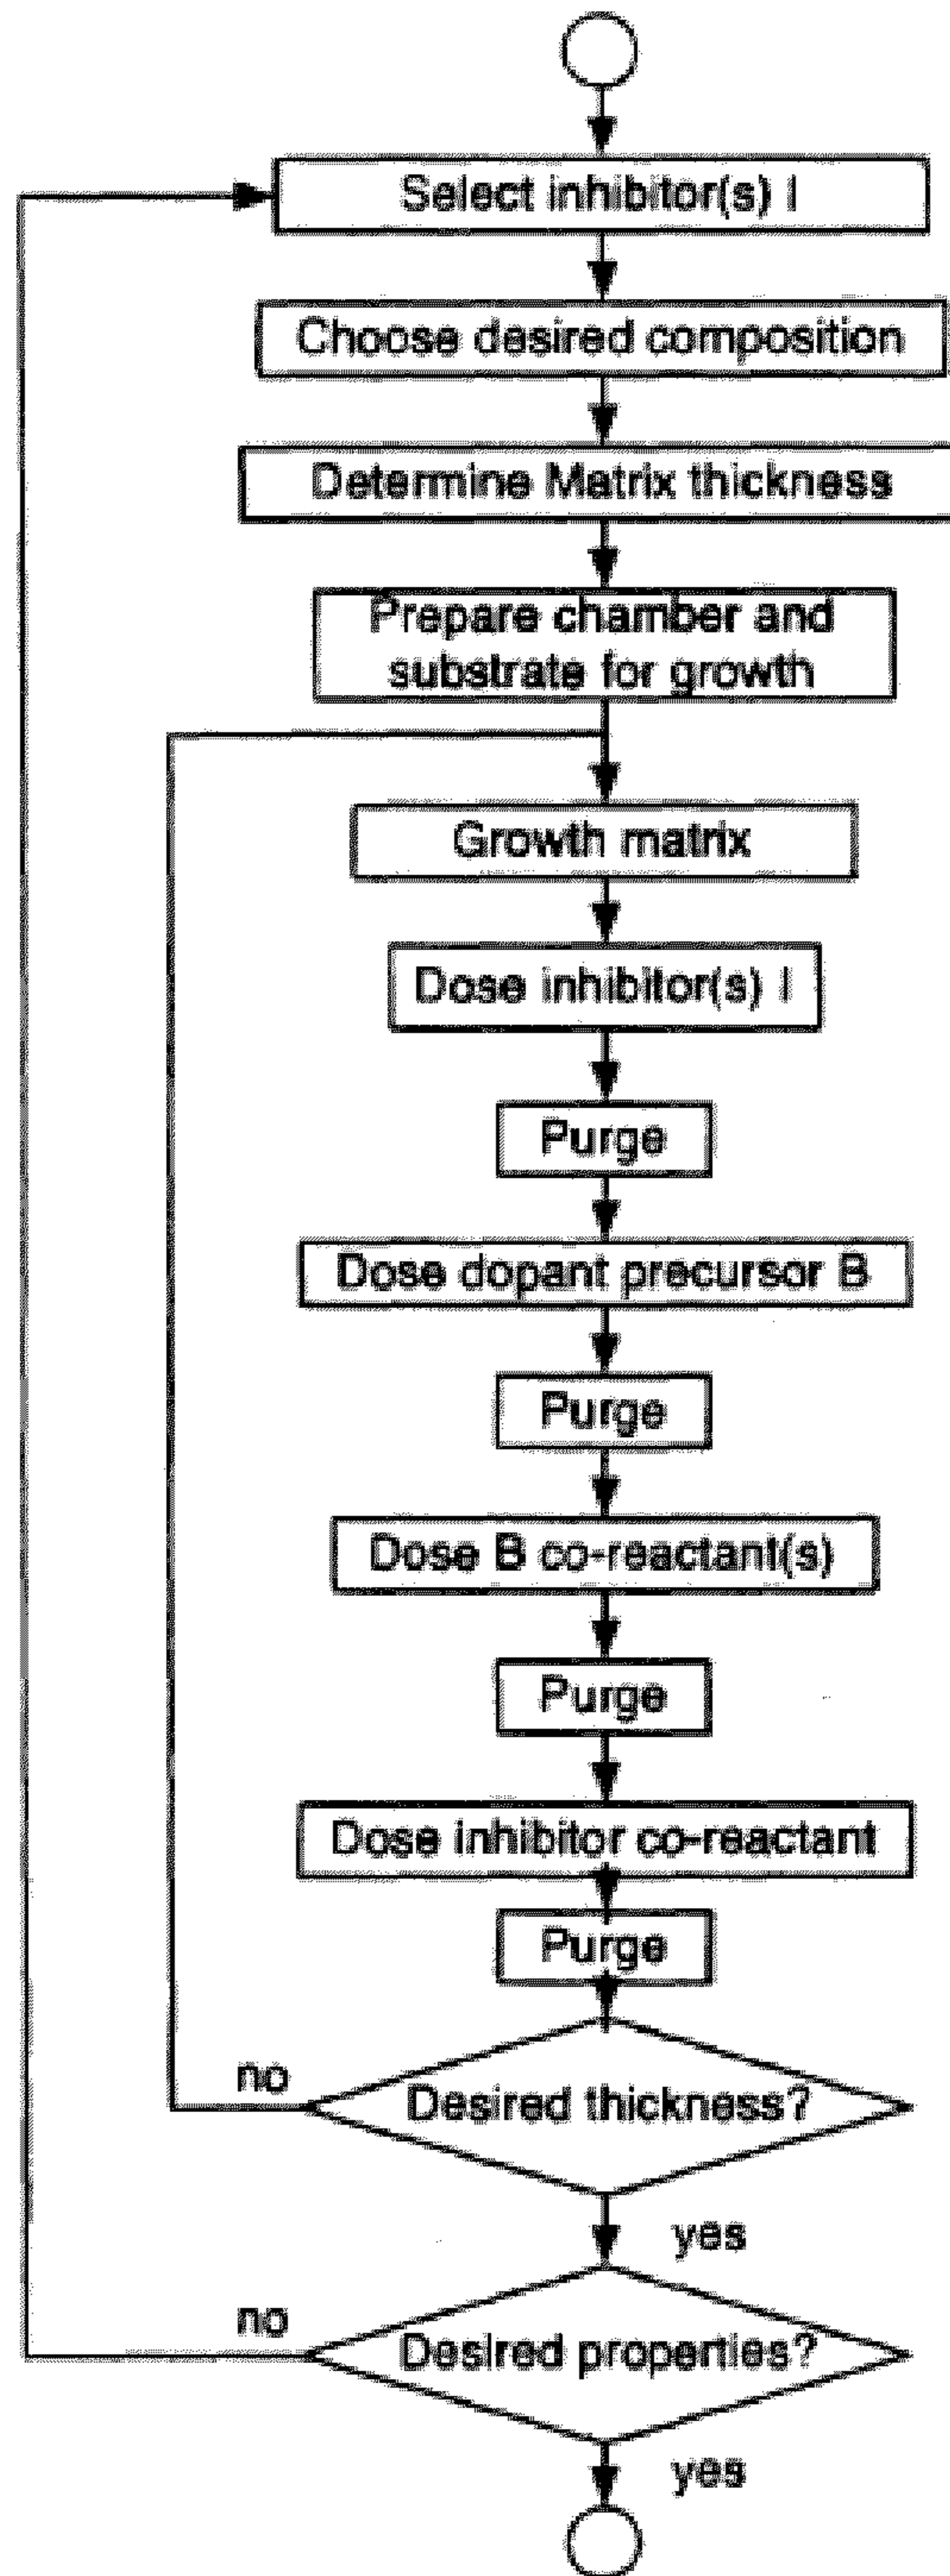 Select inhibitor(s) I
Choose desired composition
Determine Matrix thickness
Prepare chamber and
substrate for growth
Growth matrix
Dose inhibitor(s) I
Purge
Dose dopant precursor B
Purge
Dose B co-reactant(s)
Purge
Dose inhibitor co-reactant
Purge
no
Desired thickness?
yes
no
Desired properties?
yes